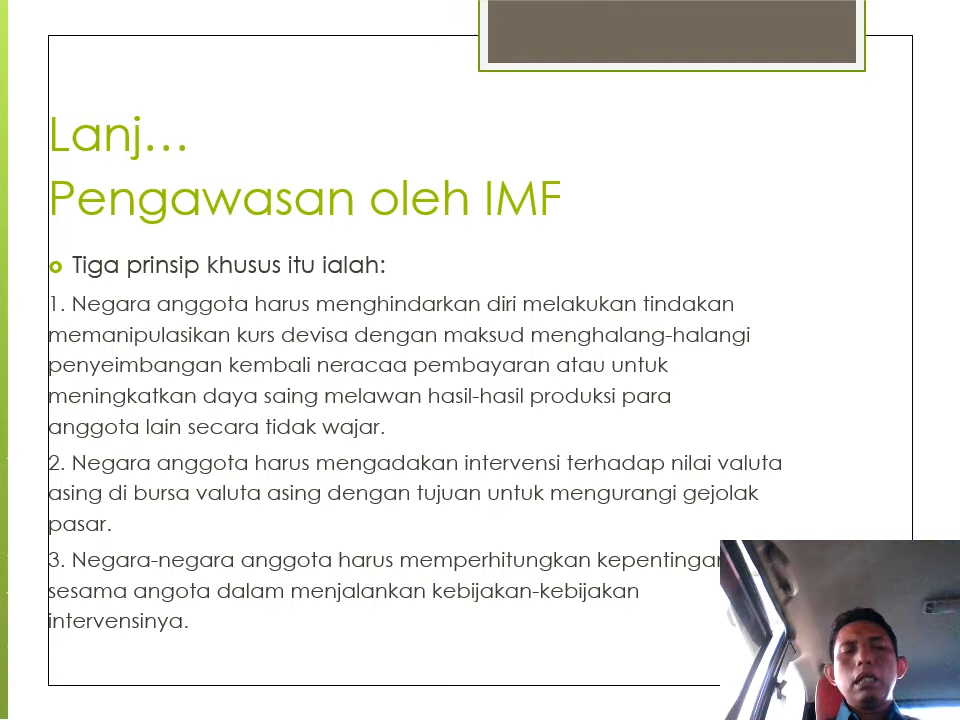 Lanj…
Pengawasan oleh IMF
Tiga prinsip khusus itu ialah:
1. Negara anggota harus menghindarkan diri melakukan tindakan
memanipulasikan kurs devisa dengan maksud menghalang-halangi
penyeimbangan kembali neracaa pembayaran atau untuk
meningkatkan daya saing melawan hasil-hasil produksi para
anggota lain secara tidak wajar.
2. Negara anggota harus mengadakan intervensi terhadap nilai valuta
asing di bursa valuta asing dengan tujuan untuk mengurangi gejolak
pasar.
3. Negara-negara anggota harus memperhitungkan kepentingan
sesama angota dalam menjalankan kebijakan-kebijakan
intervensinya.